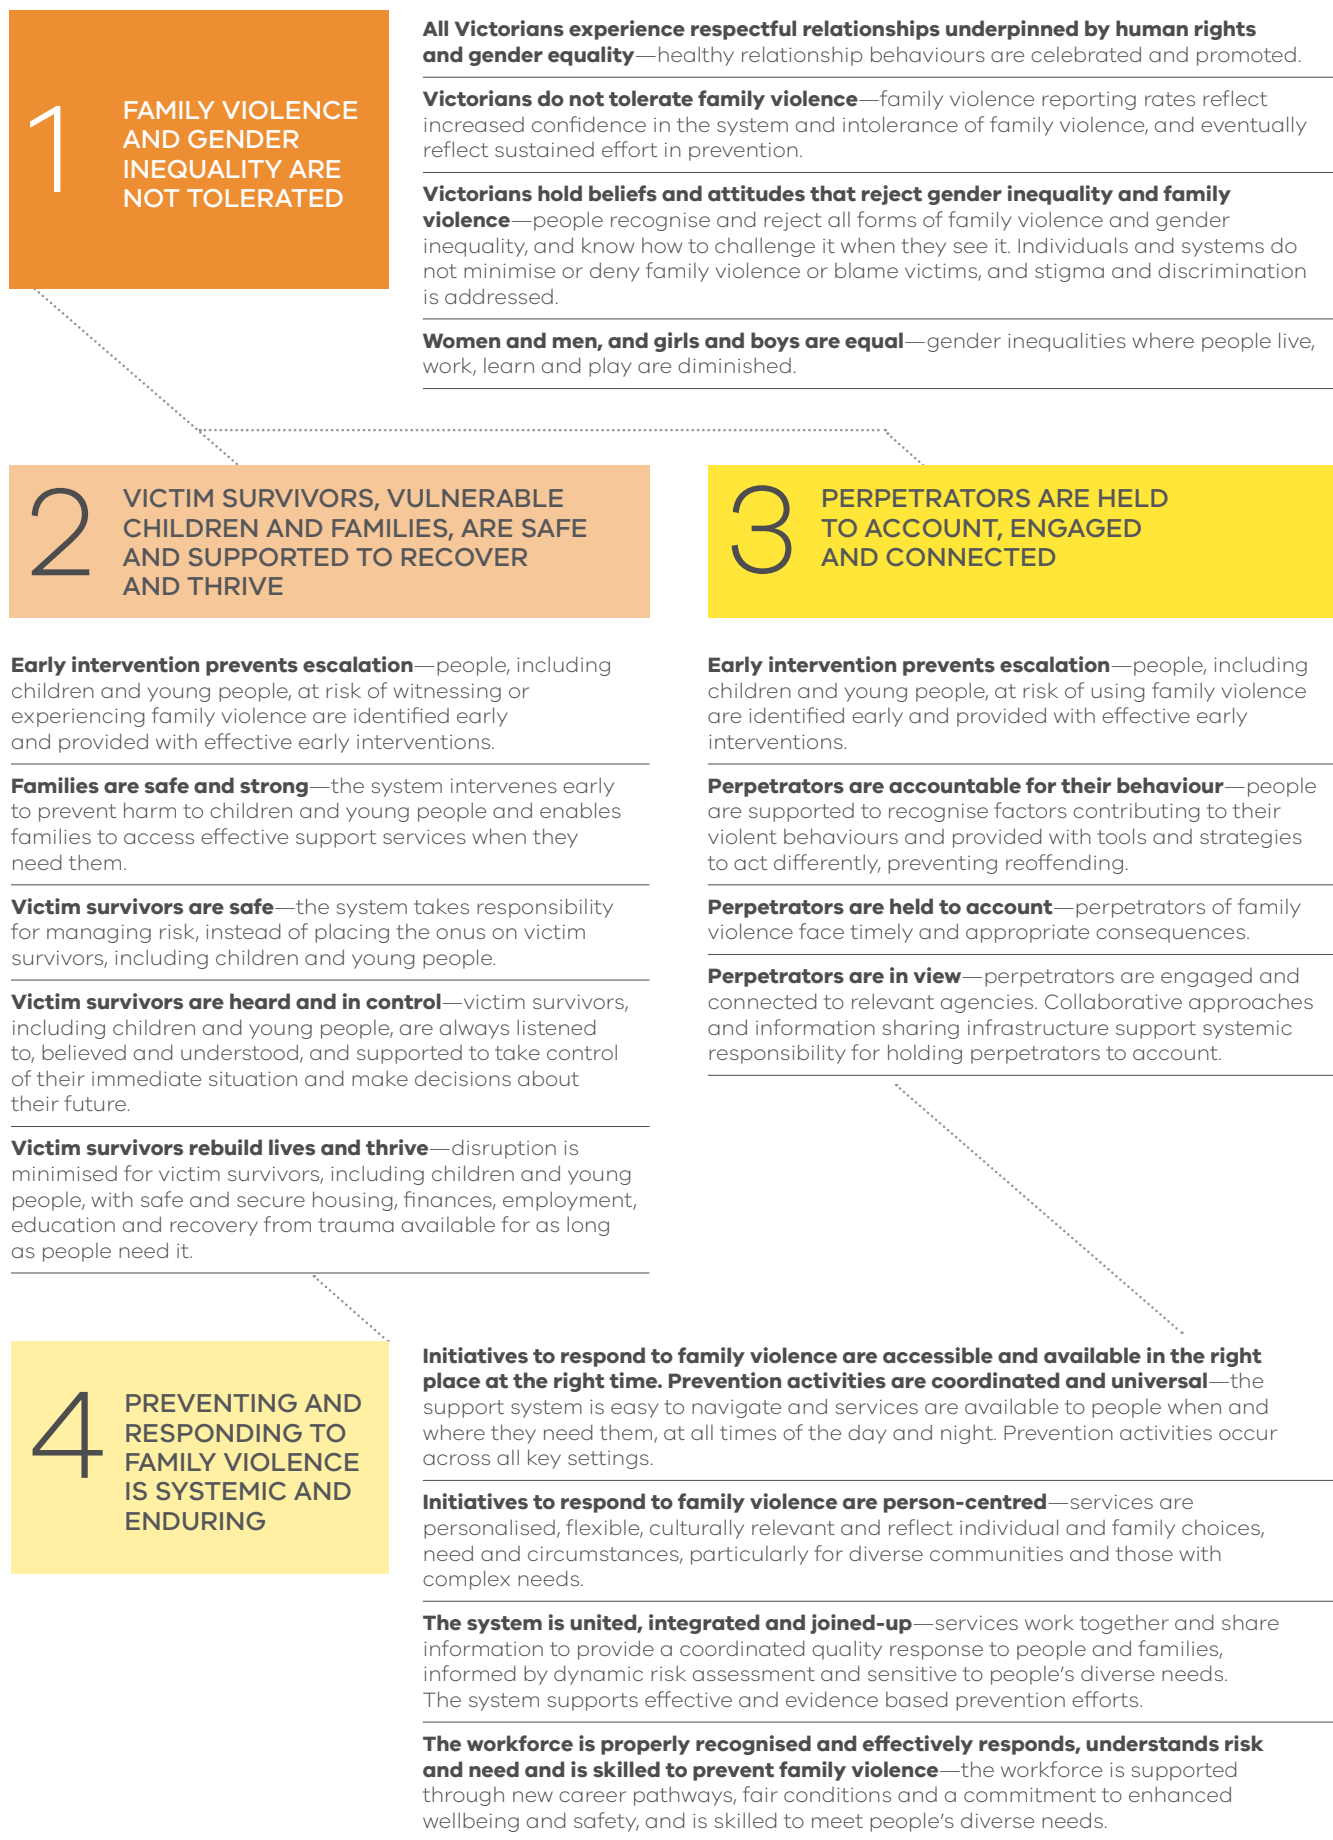 1
FAMILY VIOLENCE
AND GENDER
INEQUALITY ARE
NOT TOLERATED
All Victorians experience respectful relationships underpinned by human rights
and gender equality—healthy relationship behaviours are celebrated and promoted.
Victorians do not tolerate family violence—family violence reporting rates reflect
increased confidence in the system and intolerance of family violence, and eventually
reflect sustained effort in prevention.
Victorians hold beliefs and attitudes that reject gender inequality and family
violence—people recognise and reject all forms of family violence and gender
inequality, and know how to challenge it when they see it. Individuals and systems do
not minimise or deny family violence or blame victims, and stigma and discrimination
is addressed.
Women and men, and girls and boys are equal—gender inequalities where people live,
work, learn and play are diminished.
2
VICTIM SURVIVORS, VULNERABLE
CHILDREN AND FAMILIES, ARE SAFE
AND SUPPORTED TO RECOVER
AND THRIVE
Early intervention prevents escalation—people, including
children and young people, at risk of witnessing or
experiencing family violence are identified early
and provided with effective early interventions.
Families are safe and strong—the system intervenes early
to prevent harm to children and young people and enables
families to access effective support services when they
need them.
Victim survivors are safe—the system takes responsibility
for managing risk, instead of placing the onus on victim
survivors, including children and young people.
Victim survivors are heard and in control—victim survivors,
including children and young people, are always listened
to, believed and understood, and supported to take control
of their immediate situation and make decisions about
their future.
Victim survivors rebuild lives and thrive—disruption is
minimised for victim survivors, including children and young
people, with safe and secure housing, finances, employment,
education and recovery from trauma available for as long
as people need it.
3
PERPETRATORS ARE HELD
TO ACCOUNT, ENGAGED
AND CONNECTED
Early intervention prevents escalation—people, including
children and young people, at risk of using family violence
are identified early and provided with effective early
interventions.
Perpetrators are accountable for their behaviour—people
are supported to recognise factors contributing to their
violent behaviours and provided with tools and strategies
to act differently, preventing reoffending.
Perpetrators are held to account—perpetrators of family
violence face timely and appropriate consequences.
Perpetrators are in view—perpetrators are engaged and
connected to relevant agencies. Collaborative approaches
and information sharing infrastructure support systemic
responsibility for holding perpetrators to account.
4
PREVENTING AND
RESPONDING TO
FAMILY VIOLENCE
IS SYSTEMIC AND
ENDURING
Initiatives to respond to family violence are accessible and available in the right
place at the right time. Prevention activities are coordinated and universal—the
support system is easy to navigate and services are available to people when and
where they need them, at all times of the day and night. Prevention activities occur
across all key settings.
Initiatives to respond to family violence are person-centred—services are
personalised, flexible, culturally relevant and reflect individual and family choices,
need and circumstances, particularly for diverse communities and those with
complex needs.
The system is united, integrated and joined-up—services work together and share
information to provide a coordinated quality response to people and families,
informed by dynamic risk assessment and sensitive to people's diverse needs.
The system supports effective and evidence based prevention efforts.
The workforce is properly recognised and effectively responds, understands risk
and need and is skilled to prevent family violence—the workforce is supported
through new career pathways, fair conditions and a commitment to enhanced
wellbeing and safety, and is skilled to meet people's diverse needs.